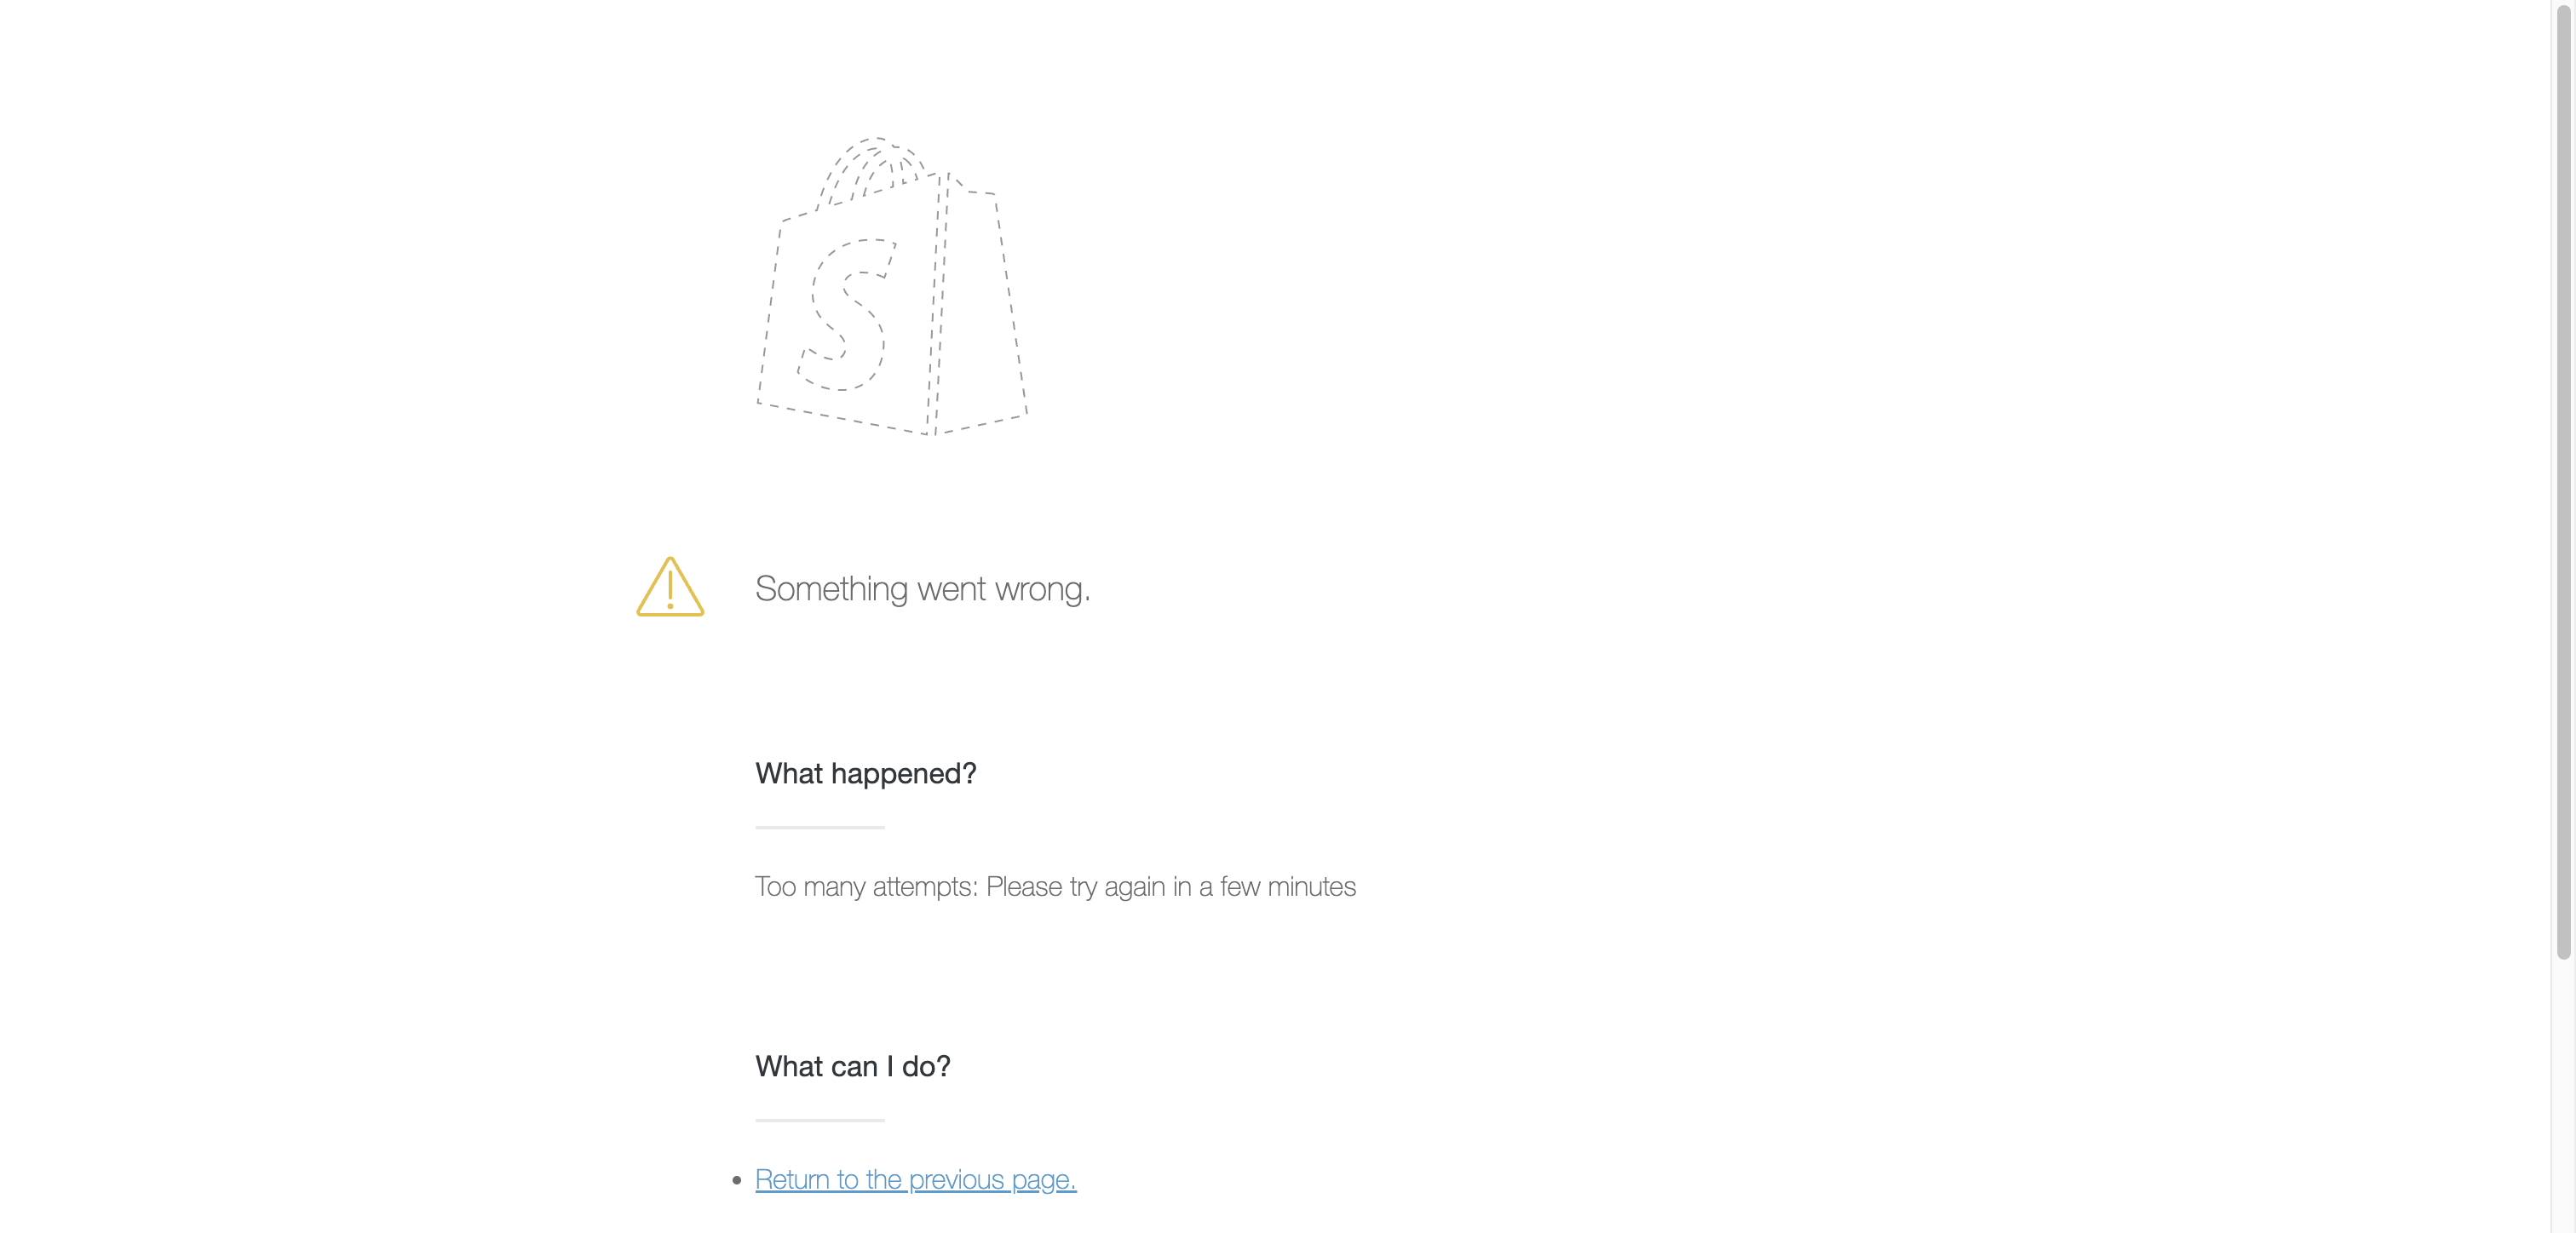 S
Something went wrong.
What happened?
Too many attempts: Please try again in a few minutes
What can I do?
Return to the previous page.